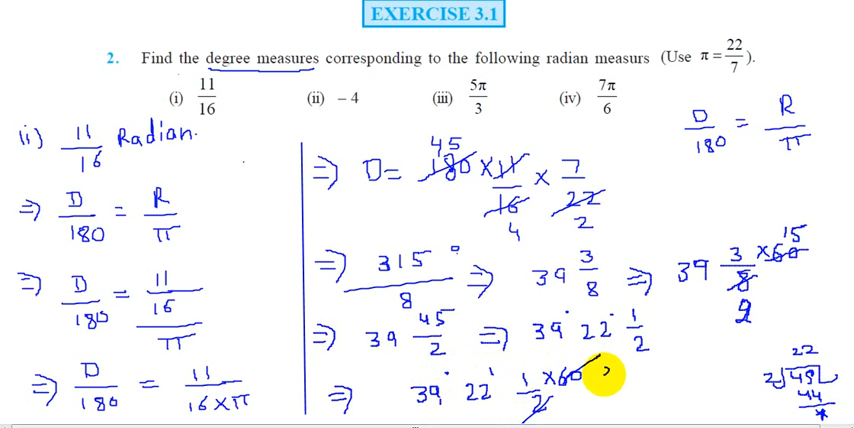 EXERCISE 3.1
2. Find the degree measures corresponding to the following radian measurs (Use π = 22/7).
(i) 11/16 (ii) – 4 (iii) 5π/3 (iv) 7π/6
D/180 = R/π
ii) 11/16 Radian.
⇒ D/180 = R/π
⇒ D/180 = 11/16/π
⇒ D/180 = 11/16×π
45
⇒ D = 180 × 11/16 × 7/22
4 2
⇒ 315°/8 ⇒ 39 3/8 ⇒ 39 3/8 × 60 15
2
⇒ 39 45/2 ⇒ 39° 22' 1/2
⇒ 39° 22' 1/2 × 60
22
2 45
44